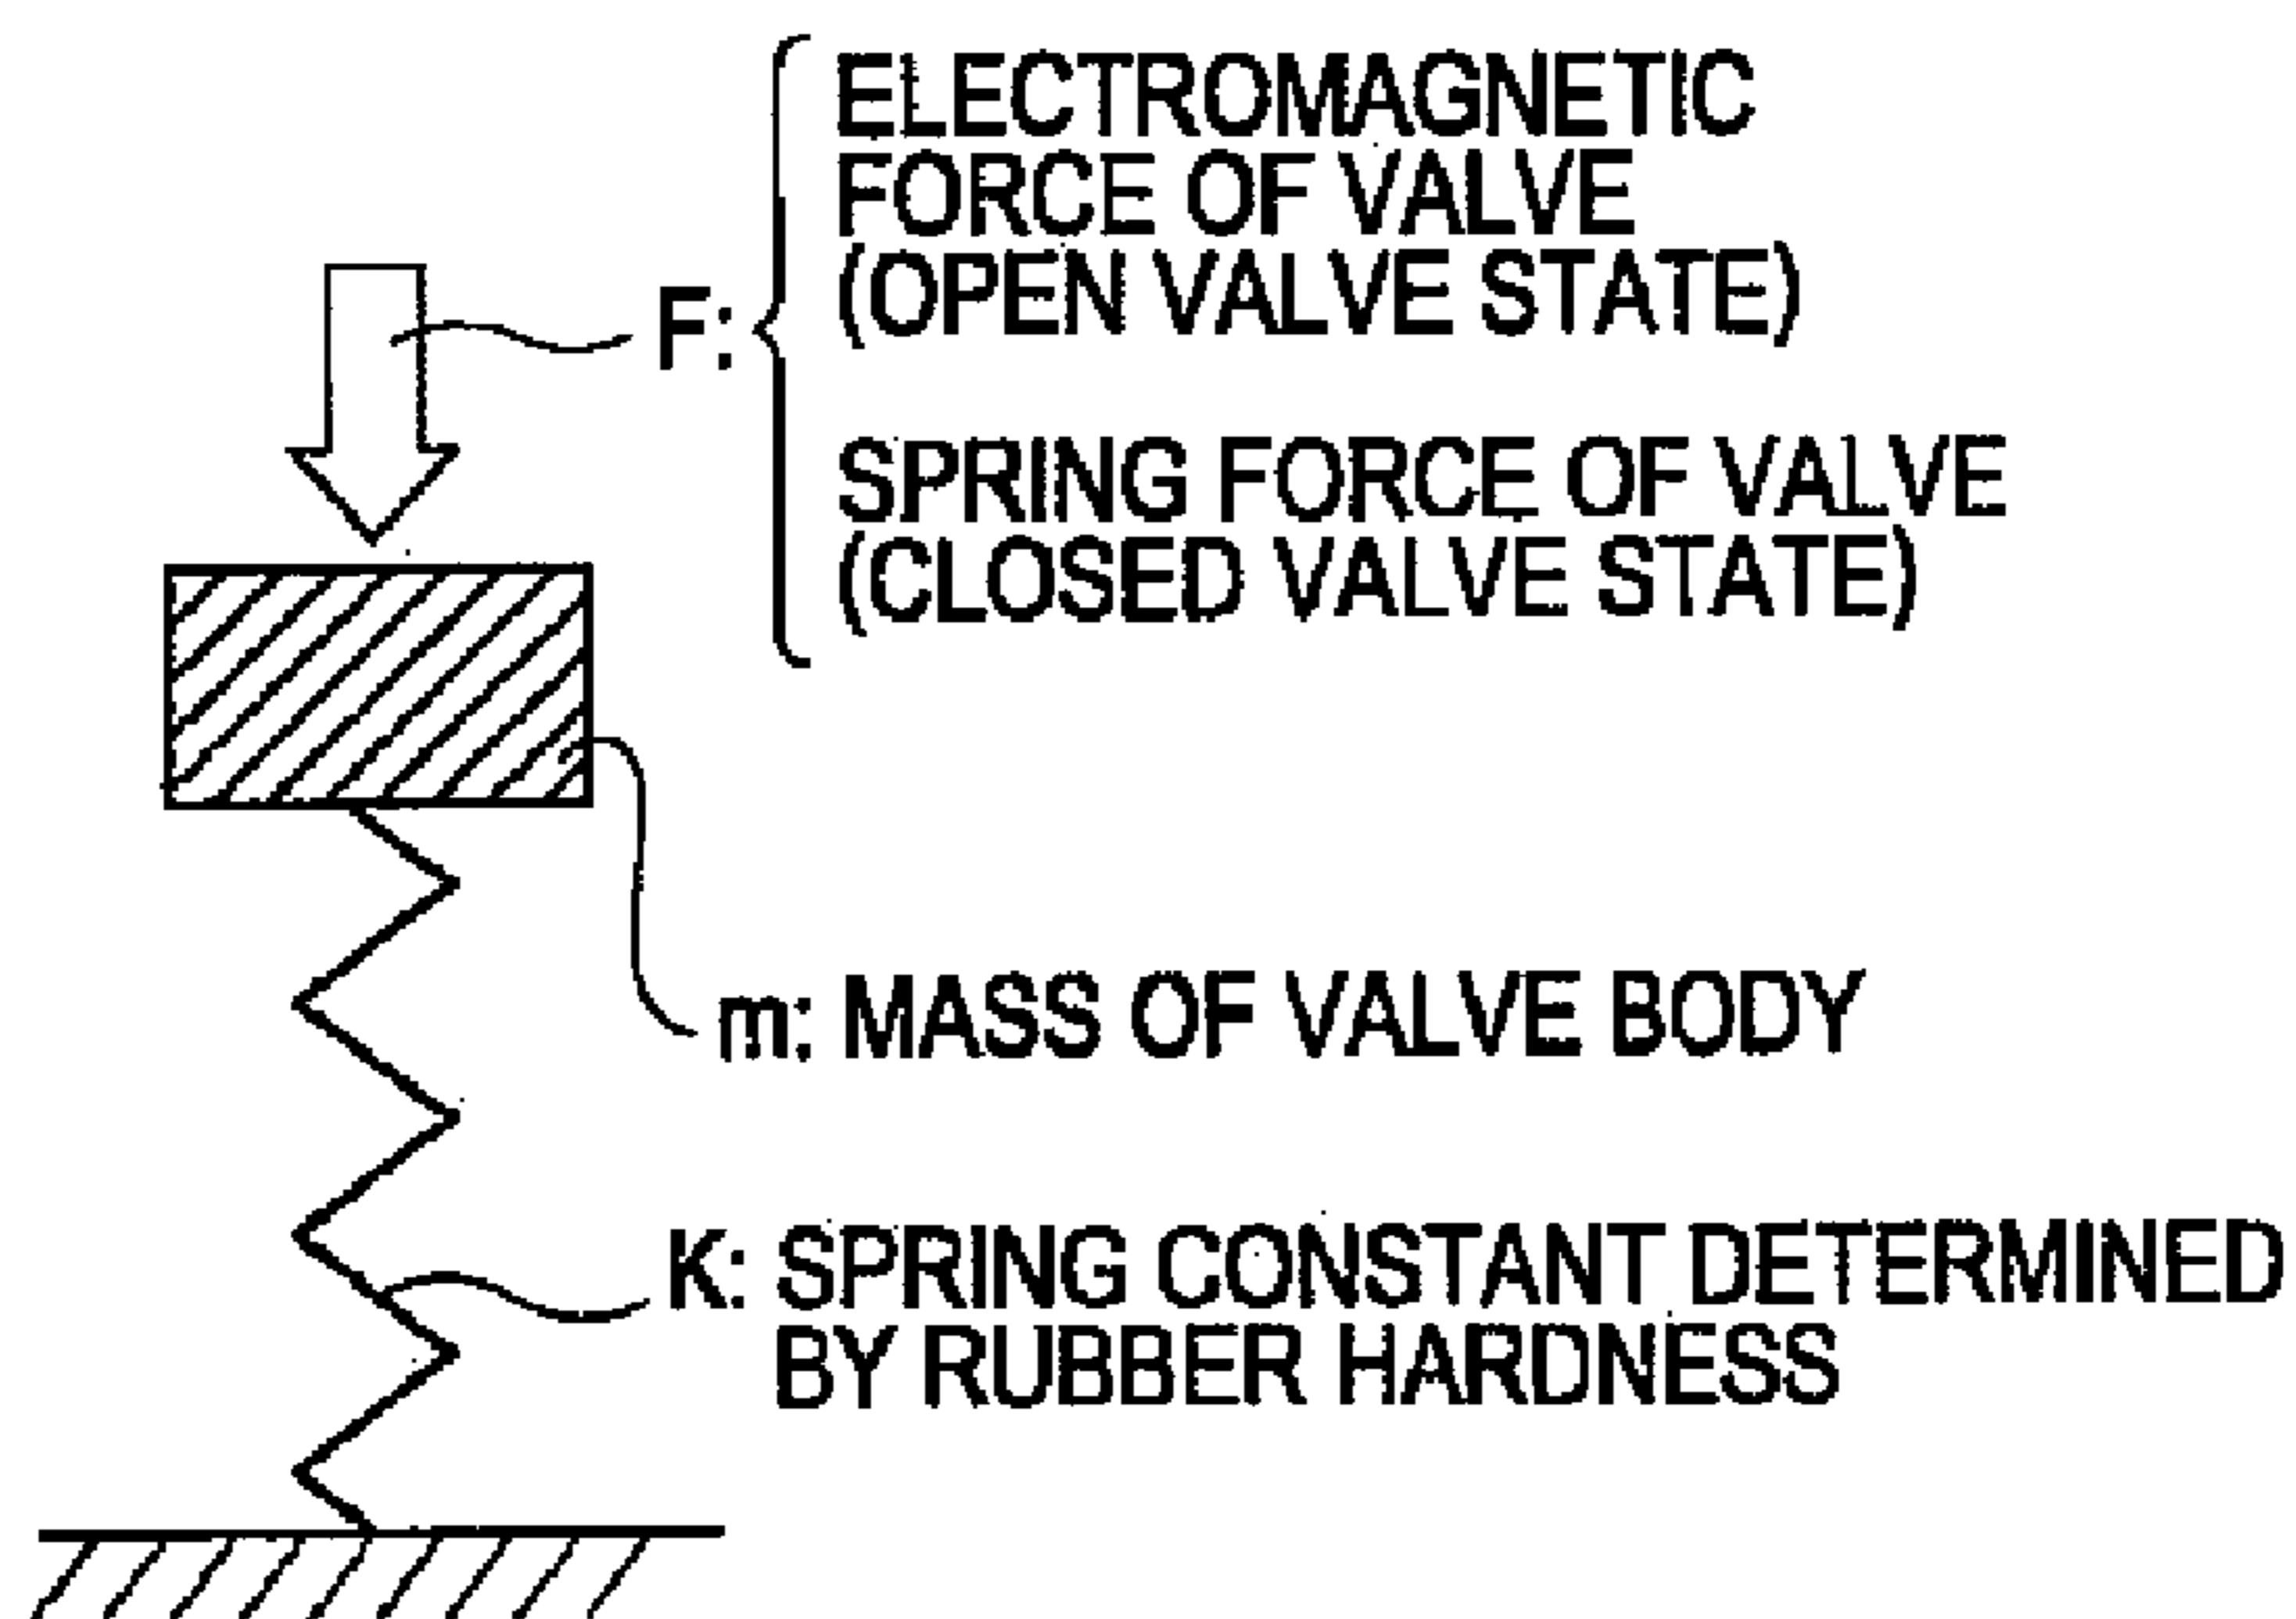 ELECTROMAGNETIC
FORCE OF VALVE
(OPEN VALVE STATE)
F:
SPRING FORCE OF VALVE
(CLOSED VALVE STATE)
m: MASS OF VALVE BODY
K: SPRING CONSTANT DETERMINED
BY RUBBER HARDNESS